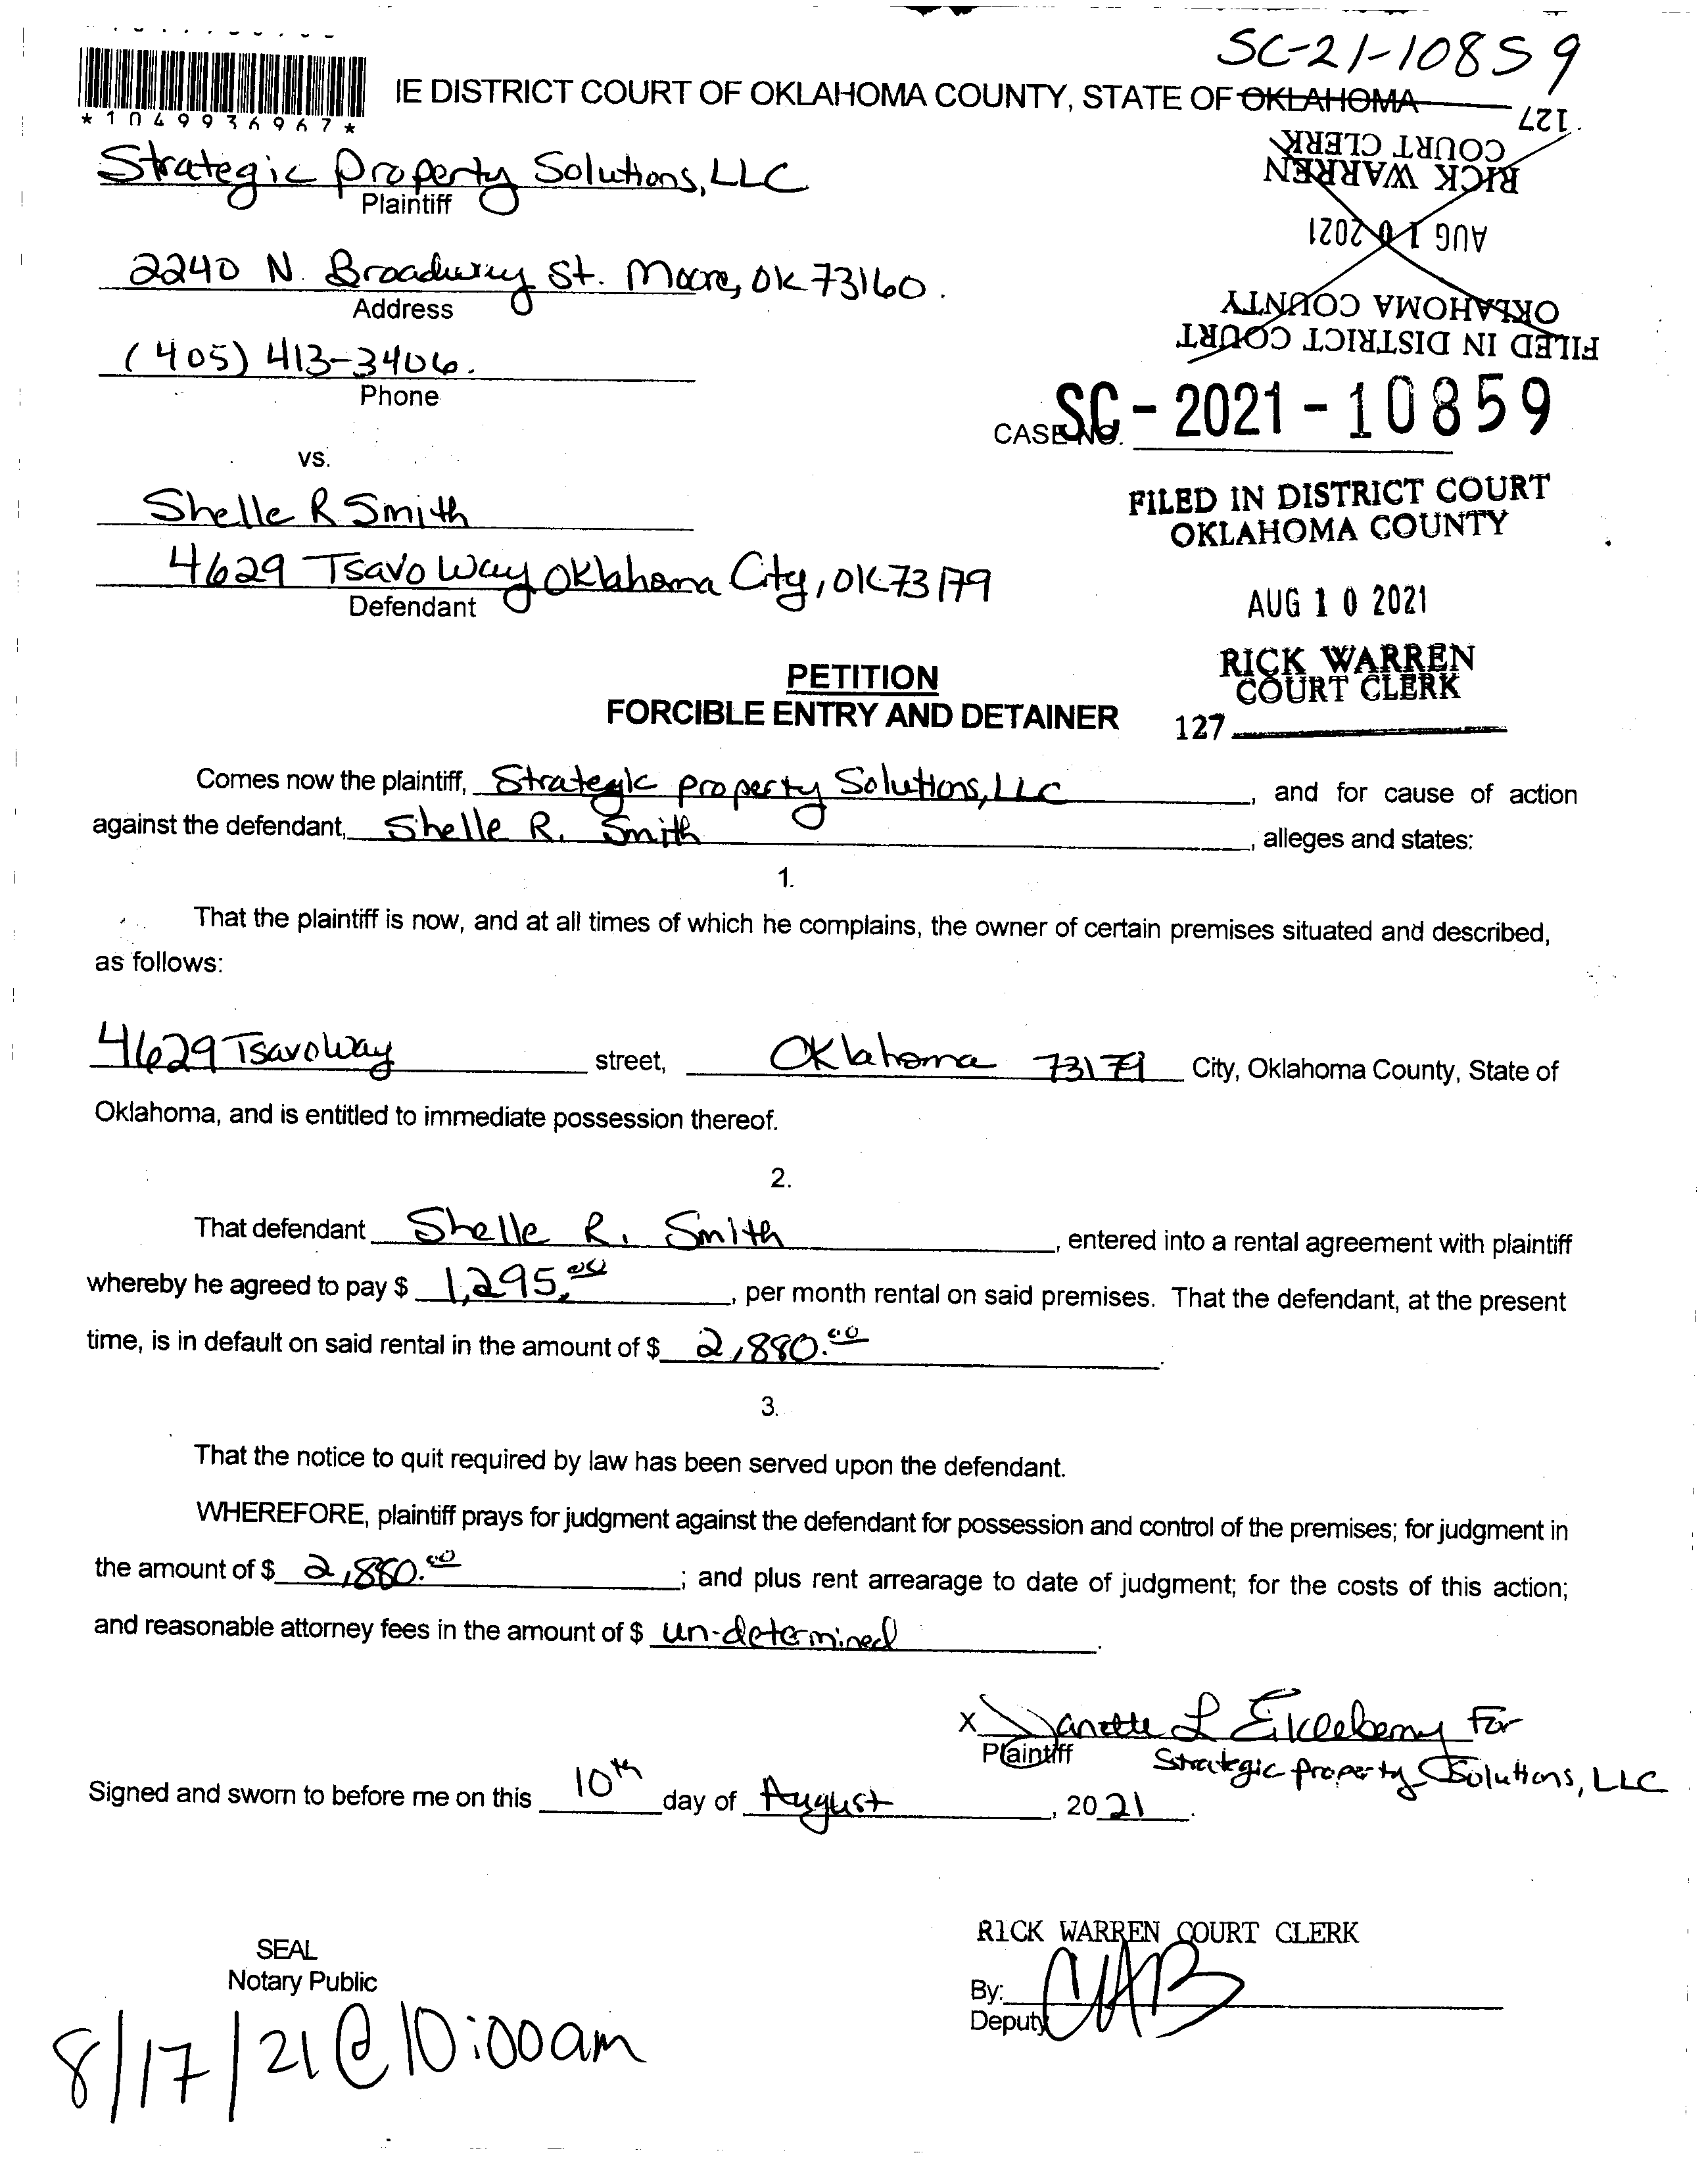 SC-21-10859
IE DISTRICT COURT OF OKLAHOMA COUNTY, STATE OF OKLAHOMA
*1049936967*
127
RICK WARREN
COURT CLERK
AUG 10 2021
FILED IN DISTRICT COURT
OKLAHOMA COUNTY
Strategic Property Solutions, LLC
Plaintiff
2240 N. Broadway St. Moore, OK 73160.
Address
(405) 413-3406.
Phone
CASE NO. SC-2021-10859
vs.
Shelle R Smith
4629 Tsavo Way Oklahoma City, OK 73179
Defendant
FILED IN DISTRICT COURT
OKLAHOMA COUNTY
AUG 10 2021
RICK WARREN
COURT CLERK
127
PETITION
FORCIBLE ENTRY AND DETAINER
Comes now the plaintiff, Strategic property Solutions, LLC, and for cause of action
against the defendant, Shelle R. Smith, alleges and states:
1.
That the plaintiff is now, and at all times of which he complains, the owner of certain premises situated and described,
as follows:
4629 Tsavo Way street, Oklahoma 73179 City, Oklahoma County, State of
Oklahoma, and is entitled to immediate possession thereof.
2.
That defendant Shelle R. Smith, entered into a rental agreement with plaintiff
whereby he agreed to pay $ 1,295.00, per month rental on said premises. That the defendant, at the present
time, is in default on said rental in the amount of $ 2,880.00.
3.
That the notice to quit required by law has been served upon the defendant.
WHEREFORE, plaintiff prays for judgment against the defendant for possession and control of the premises; for judgment in
the amount of $ 2,880.00; and plus rent arrearage to date of judgment; for the costs of this action;
and reasonable attorney fees in the amount of $ un-determined.
X Janette L Eikleberry For
Plaintiff Strategic property Solutions, LLC
Signed and sworn to before me on this 10th day of August, 2021.
RICK WARREN COURT CLERK
SEAL
Notary Public
By:
Deputy
8/17/21 @ 10:00am